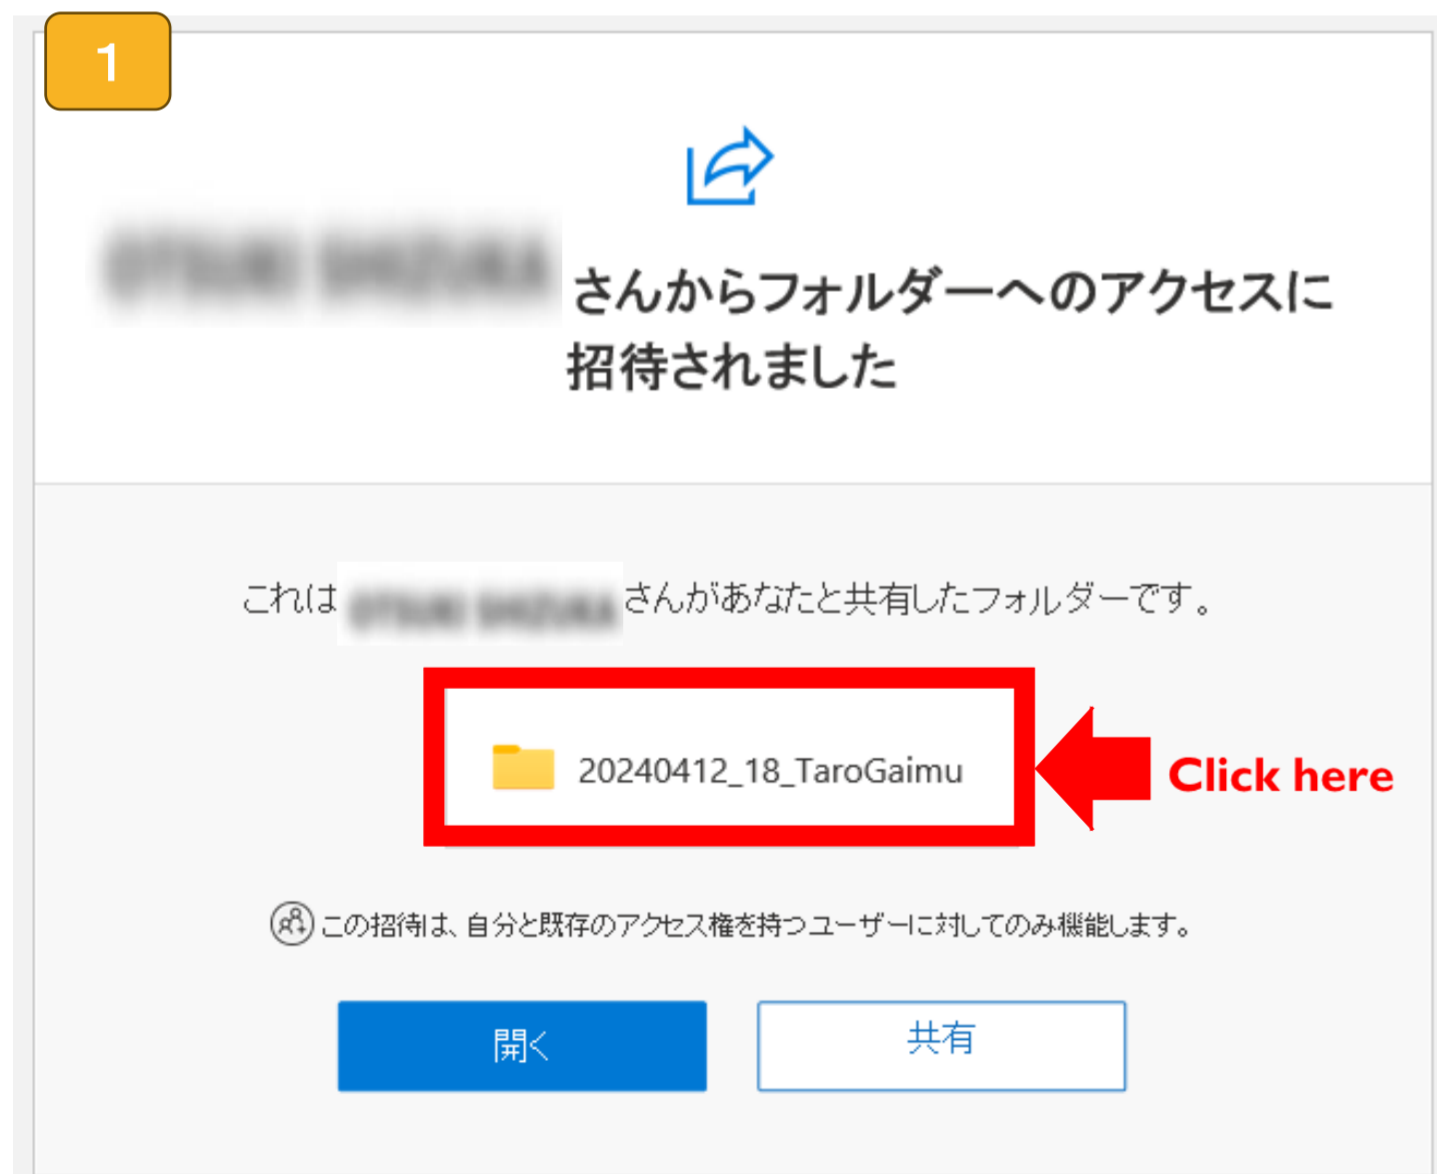 1
さんからフォルダーへのアクセスに
招待されました
これは さんがあなたと共有したフォルダーです。
20240412_18_TaroGaimu
Click here
この招待は、自分と既存のアクセス権を持つユーザーに対してのみ機能します。
開く
共有